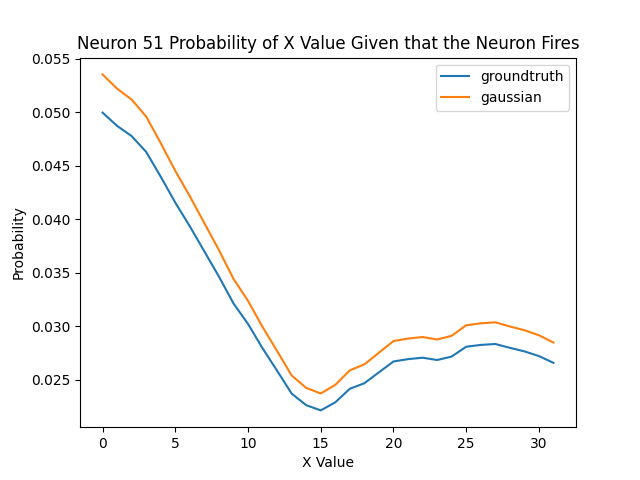 Neuron 51 Probability of X Value Given that the Neuron Fires
groundtruth
gaussian
0.055
0.050
0.045
0.040
0.035
0.030
0.025
Probability
0 5 10 15 20 25 30
X Value